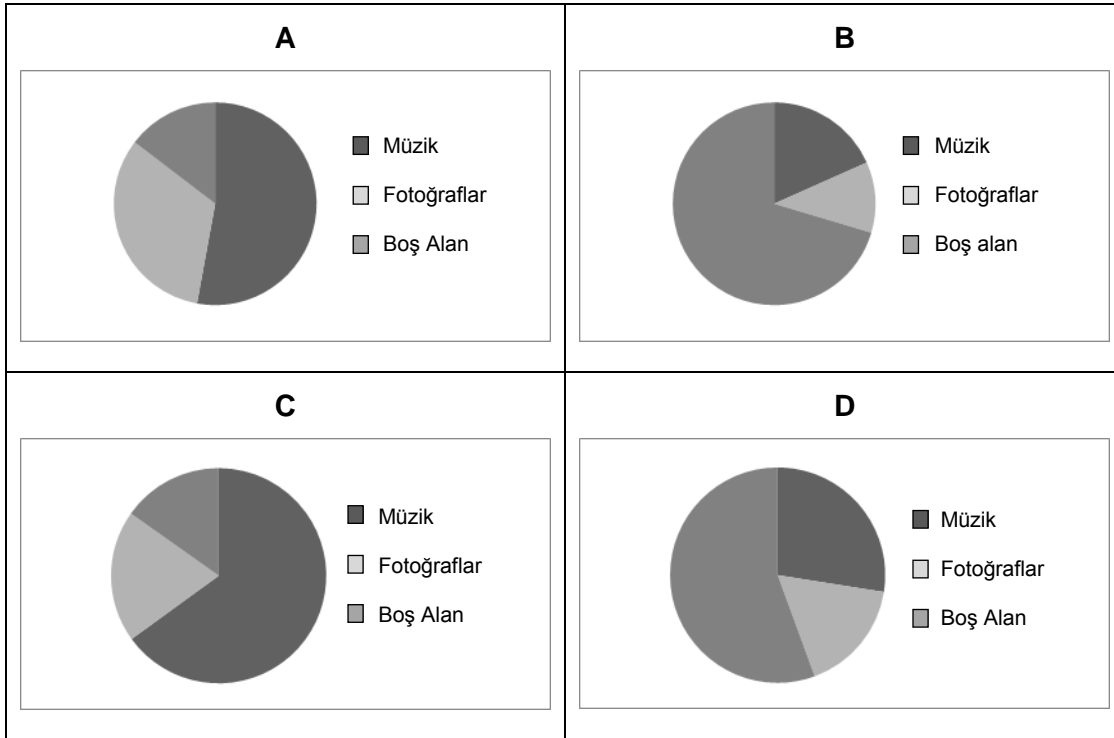 A
Müzik
Fotoğraflar
Boş Alan
B
Müzik
Fotoğraflar
Boş alan
C
Müzik
Fotoğraflar
Boş Alan
D
Müzik
Fotoğraflar
Boş Alan